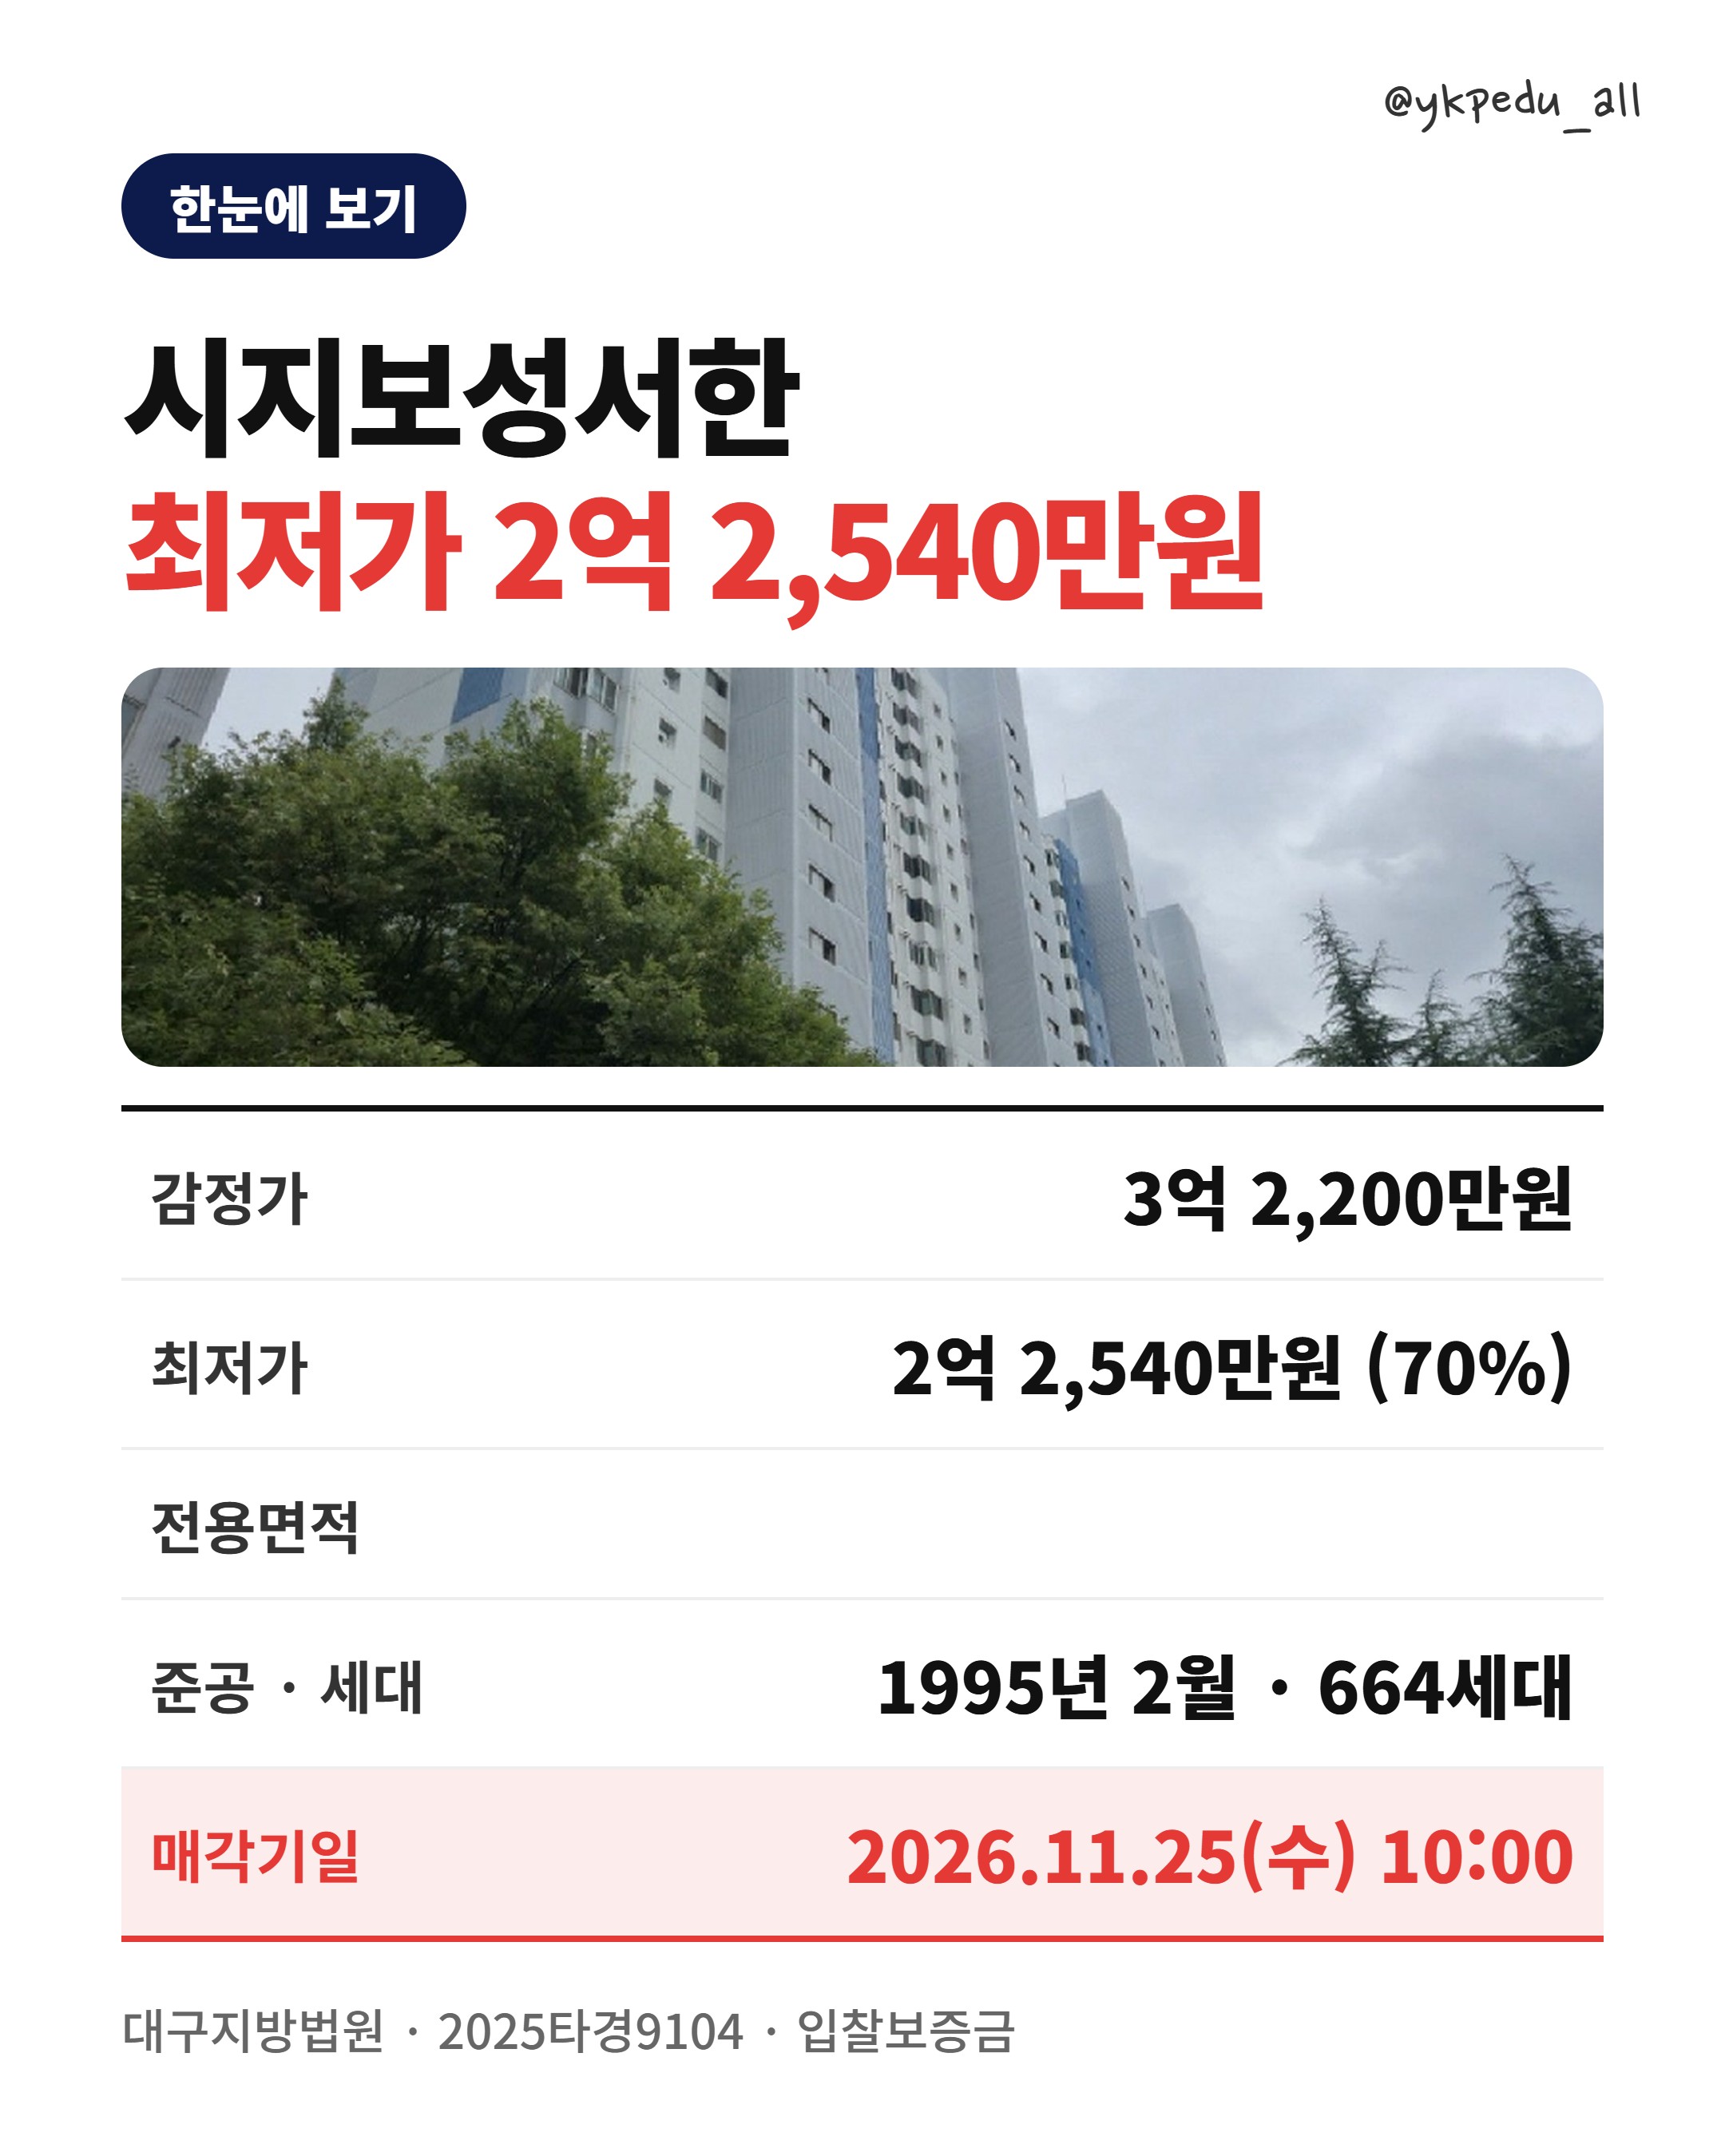 @ykpedu_all
한눈에 보기
시지보성서한
최저가 2억 2,540만원
감정가 3억 2,200만원
최저가 2억 2,540만원 (70%)
전용면적
준공 · 세대 1995년 2월 · 664세대
매각기일 2026.11.25(수) 10:00
대구지방법원 · 2025타경9104 · 입찰보증금